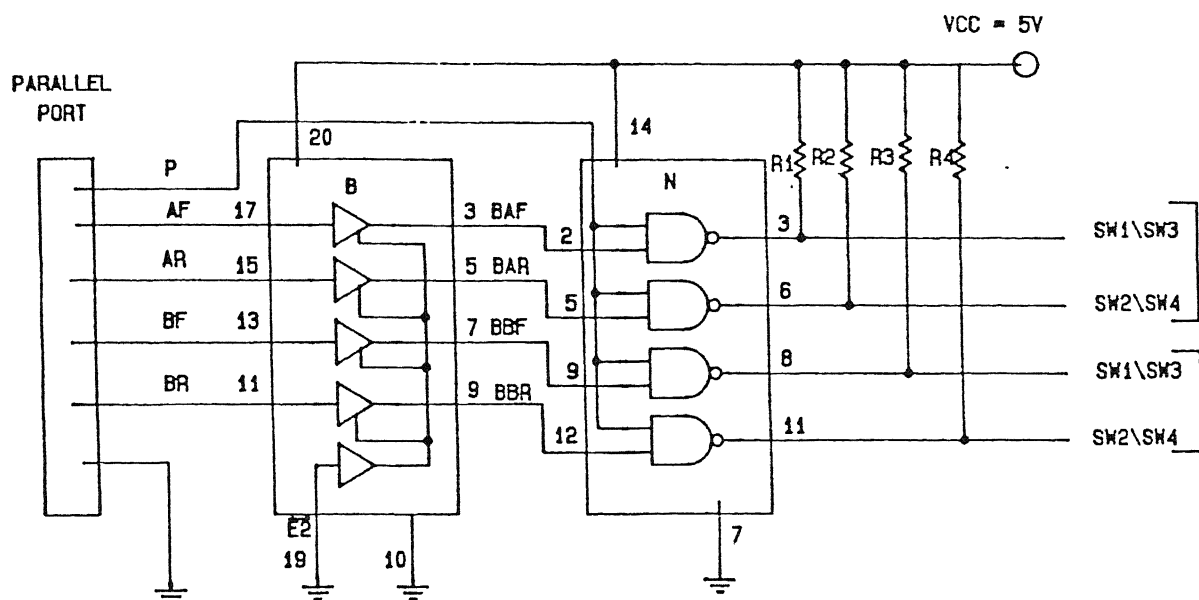 VCC = 5V
PARALLEL
PORT
20
14
P
B
N
R1
R2
R3
R4
AF
17
3 BAF
2
3
SW1\SW3
AR
15
5 BAR
5
6
SW2\SW4
BF
13
7 BBF
9
8
SW1\SW3
BR
11
9 BBR
12
11
SW2\SW4
E2
19
10
7